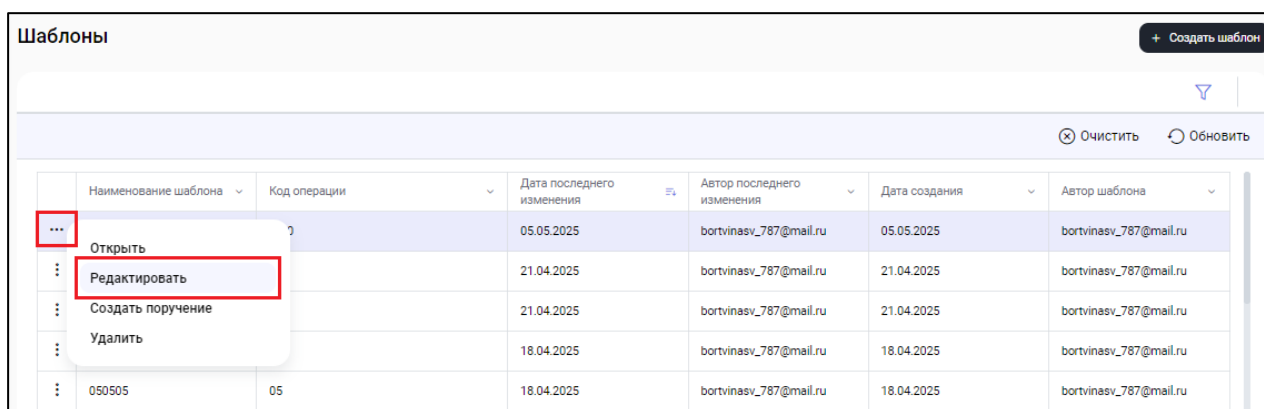 Шаблоны
+ Создать шаблон
Очистить Обновить
Наименование шаблона Код операции Дата последнего изменения Автор последнего изменения Дата создания Автор шаблона
05.05.2025 bortvinasv_787@mail.ru 05.05.2025 bortvinasv_787@mail.ru
Открыть
21.04.2025 bortvinasv_787@mail.ru 21.04.2025 bortvinasv_787@mail.ru
Редактировать
Создать поручение
21.04.2025 bortvinasv_787@mail.ru 21.04.2025 bortvinasv_787@mail.ru
Удалить
18.04.2025 bortvinasv_787@mail.ru 18.04.2025 bortvinasv_787@mail.ru
050505 05 18.04.2025 bortvinasv_787@mail.ru 18.04.2025 bortvinasv_787@mail.ru